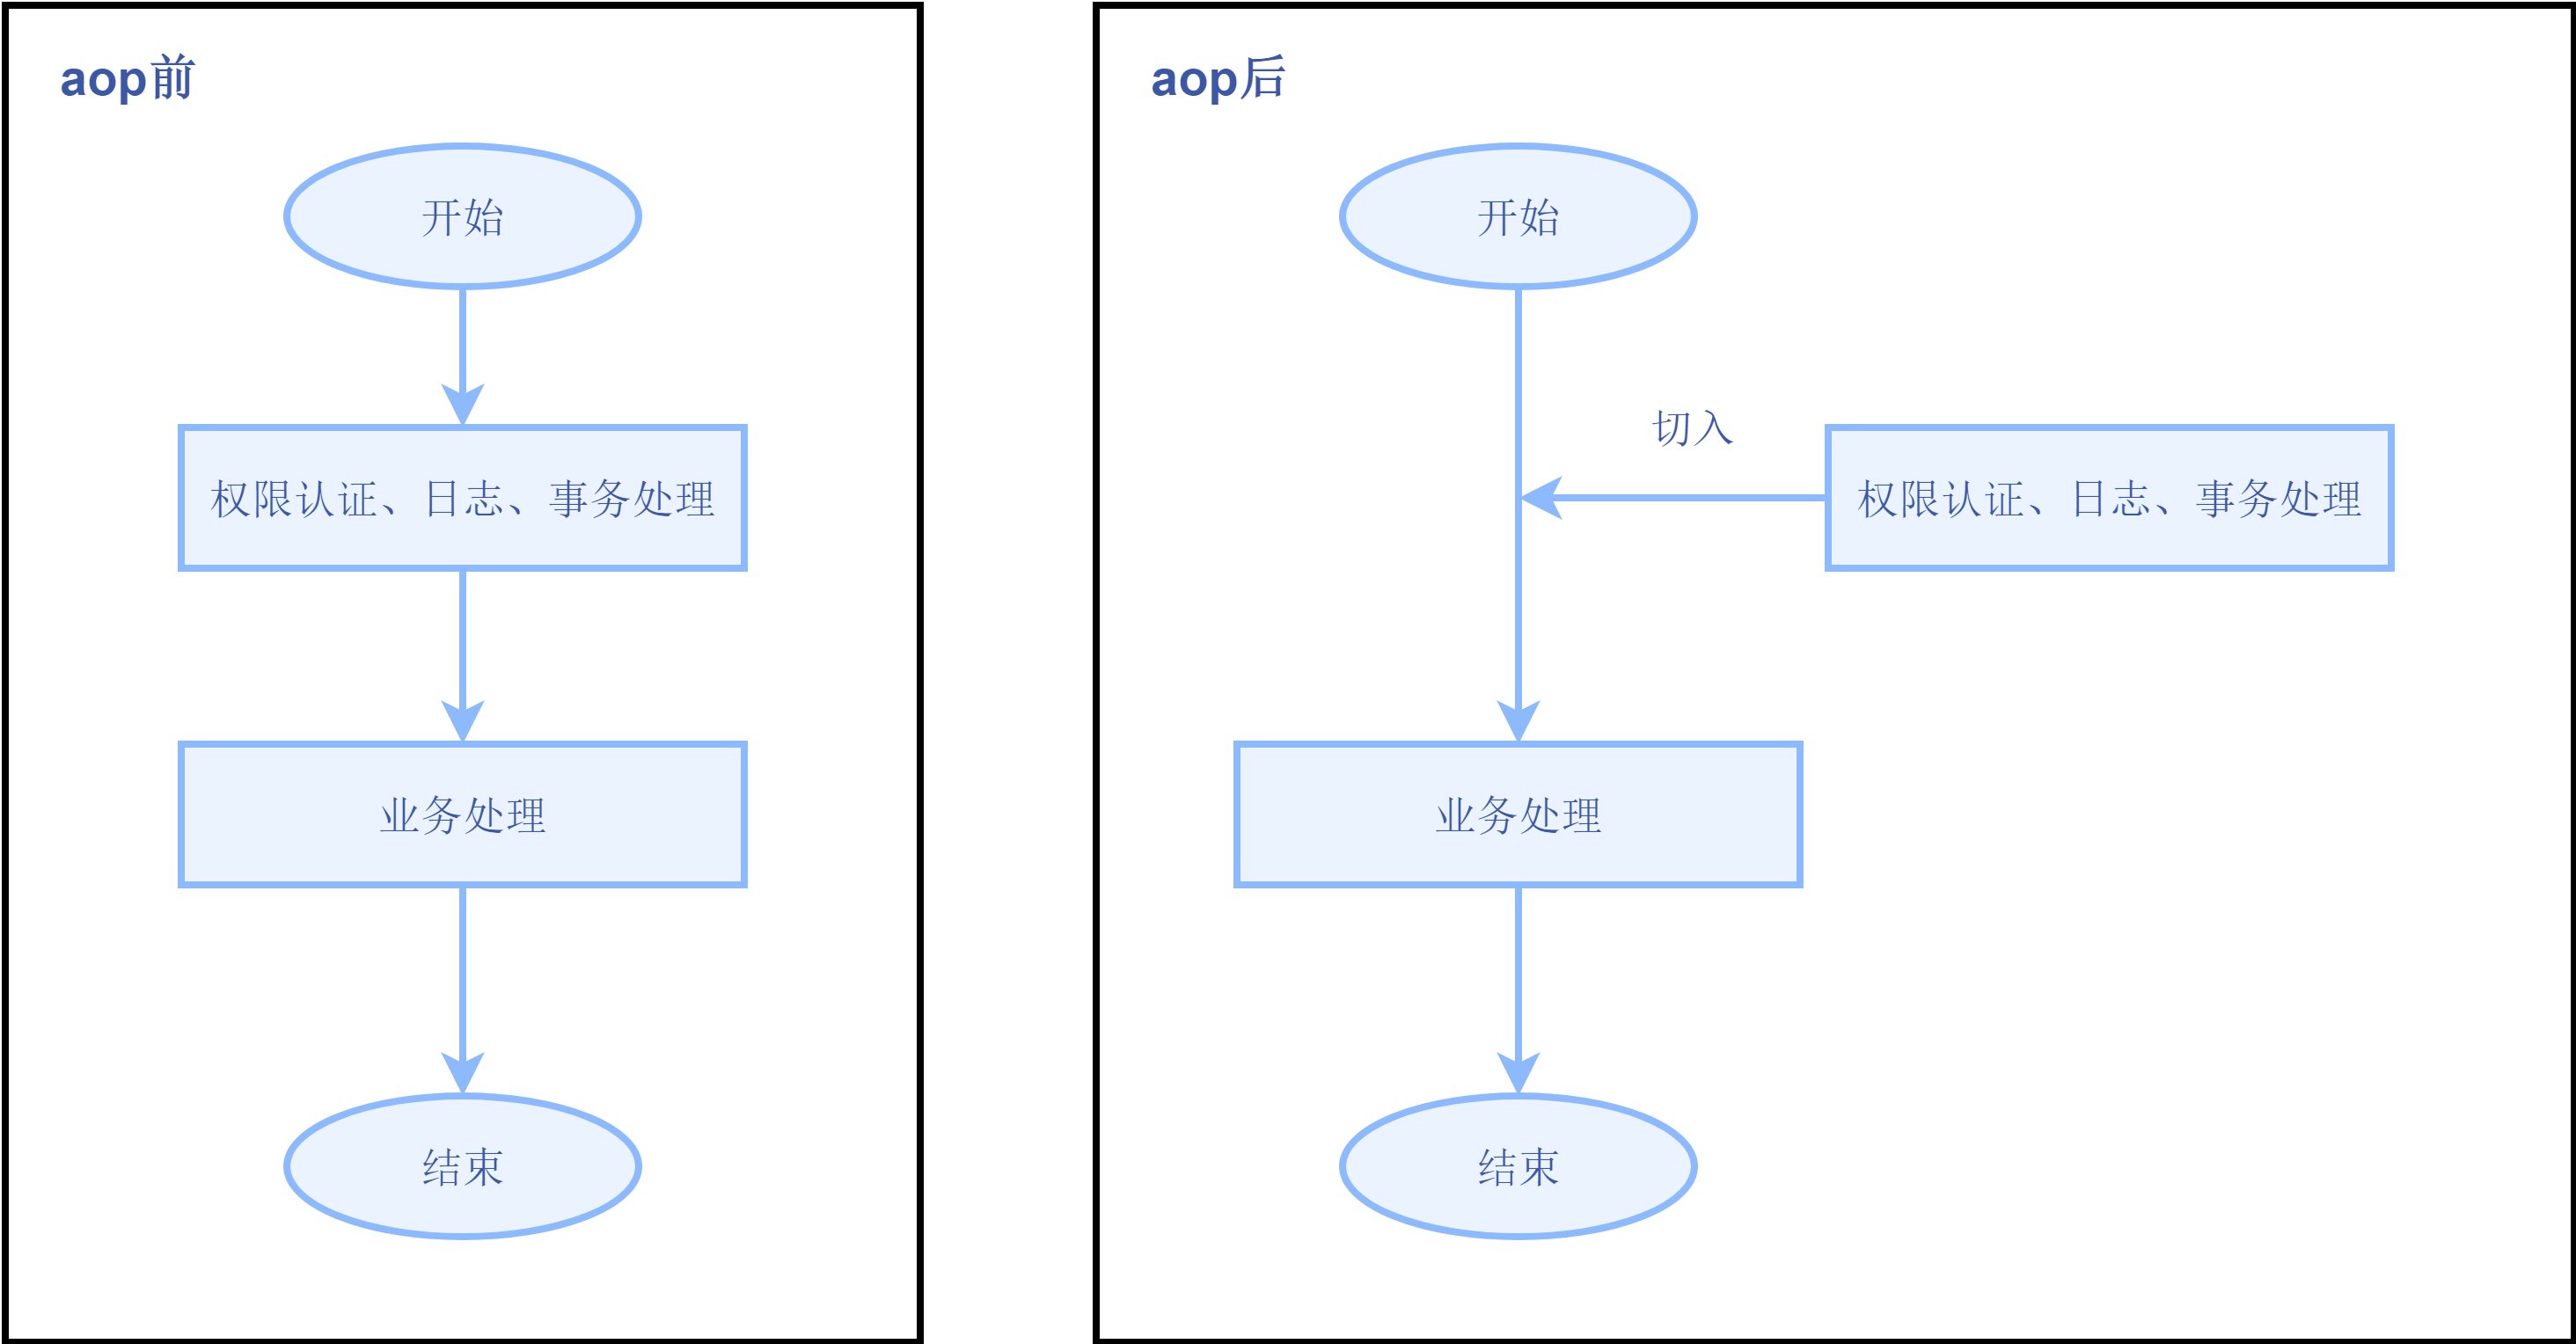 aop前
开始
权限认证、日志、事务处理
业务处理
结束
aop后
开始
切入
权限认证、日志、事务处理
业务处理
结束